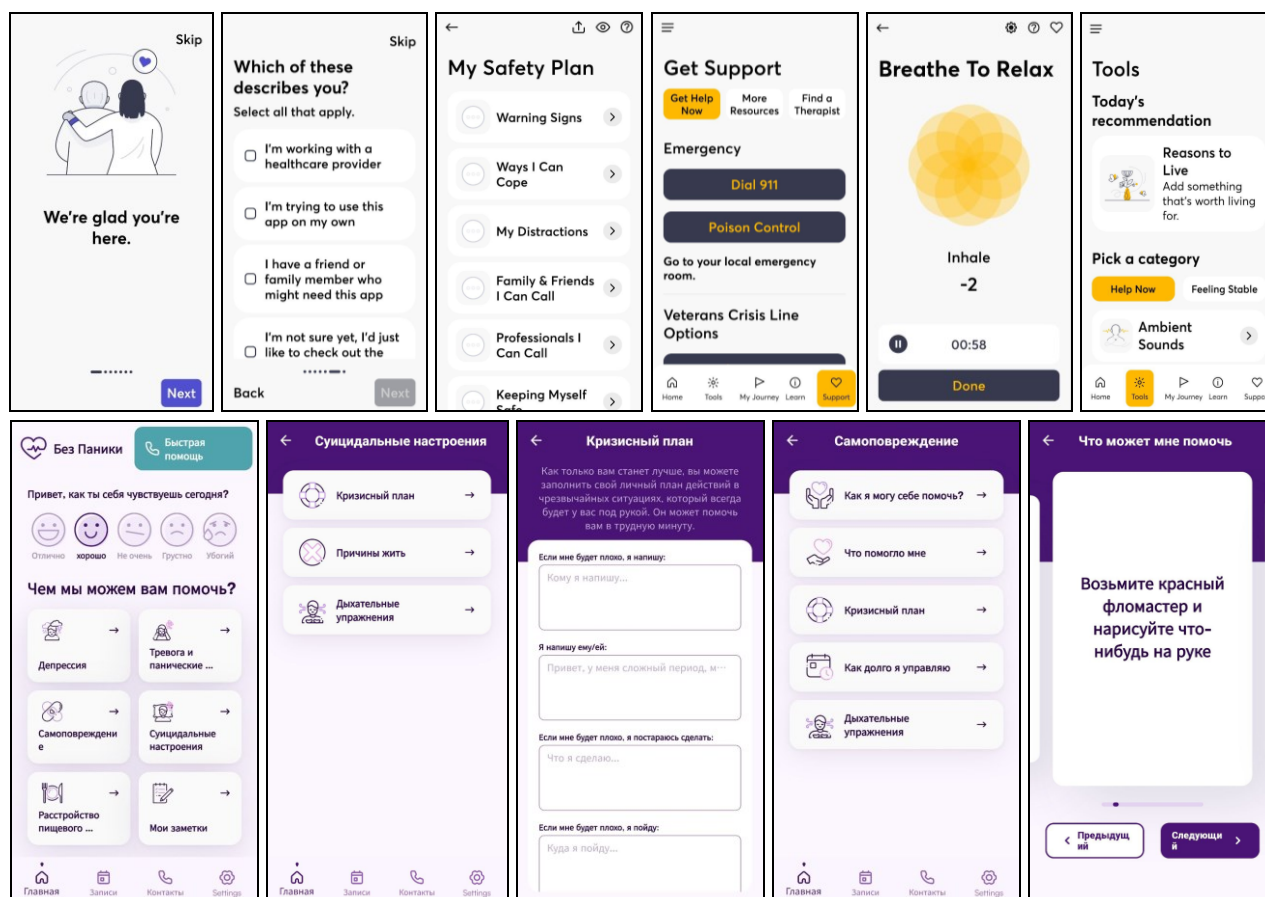 Skip
We're glad you're
here.
Next
Skip
Which of these
describes you?
Select all that apply.
I'm working with a
healthcare provider
I'm trying to use this
app on my own
I have a friend or
family member who
might need this app
I'm not sure yet, I'd just
like to check out the
Back
Next
My Safety Plan
Warning Signs
Ways I Can
Cope
My Distractions
Family & Friends
I Can Call
Professionals I
Can Call
Keeping Myself
Safe
Get Support
Get Help
Now
More
Resources
Find a
Therapist
Emergency
Dial 911
Poison Control
Go to your local emergency
room.
Veterans Crisis Line
Options
Home
Tools
My Journey
Learn
Support
Breathe To Relax
Inhale
-2
00:58
Done
Tools
Today's
recommendation
Reasons to
Live
Add something
that's worth living
for.
Pick a category
Help Now
Feeling Stable
Ambient
Sounds
Home
Tools
My Journey
Learn
Suppo
Без Паники
Быстрая
помощь
Привет, как ты себя чувствуешь сегодня?
Отлично
хорошо
Не очень
Грустно
Убогий
Чем мы можем вам помочь?
Депрессия
Тревога и
панические ...
Самоповреждени
е
Суицидальные
настроения
Расстройство
пищевого ...
Мои заметки
Главная
Записи
Контакты
Settings
Суицидальные настроения
Кризисный план
Причины жить
Дыхательные
упражнения
Главная
Записи
Контакты
Settings
Кризисный план
Как только вам станет лучше, вы можете
заполнить свой личный план действий в
чрезвычайных ситуациях, который всегда
будет у вас под рукой. Он может помочь
вам в трудную минуту.
Если мне будет плохо, я напишу:
Кому я напишу...
Я напишу ему/ей:
Привет, у меня сложный период, м...
Если мне будет плохо, я постараюсь сделать:
Что я сделаю...
Если мне будет плохо, я пойду:
Куда я пойду...
Самоповреждение
Как я могу себе помочь?
Что помогло мне
Кризисный план
Как долго я управляю
Дыхательные
упражнения
Главная
Записи
Контакты
Settings
Что может мне помочь
Возьмите красный
фломастер и
нарисуйте что-
нибудь на руке
Предыдущ
ий
Следующи
й